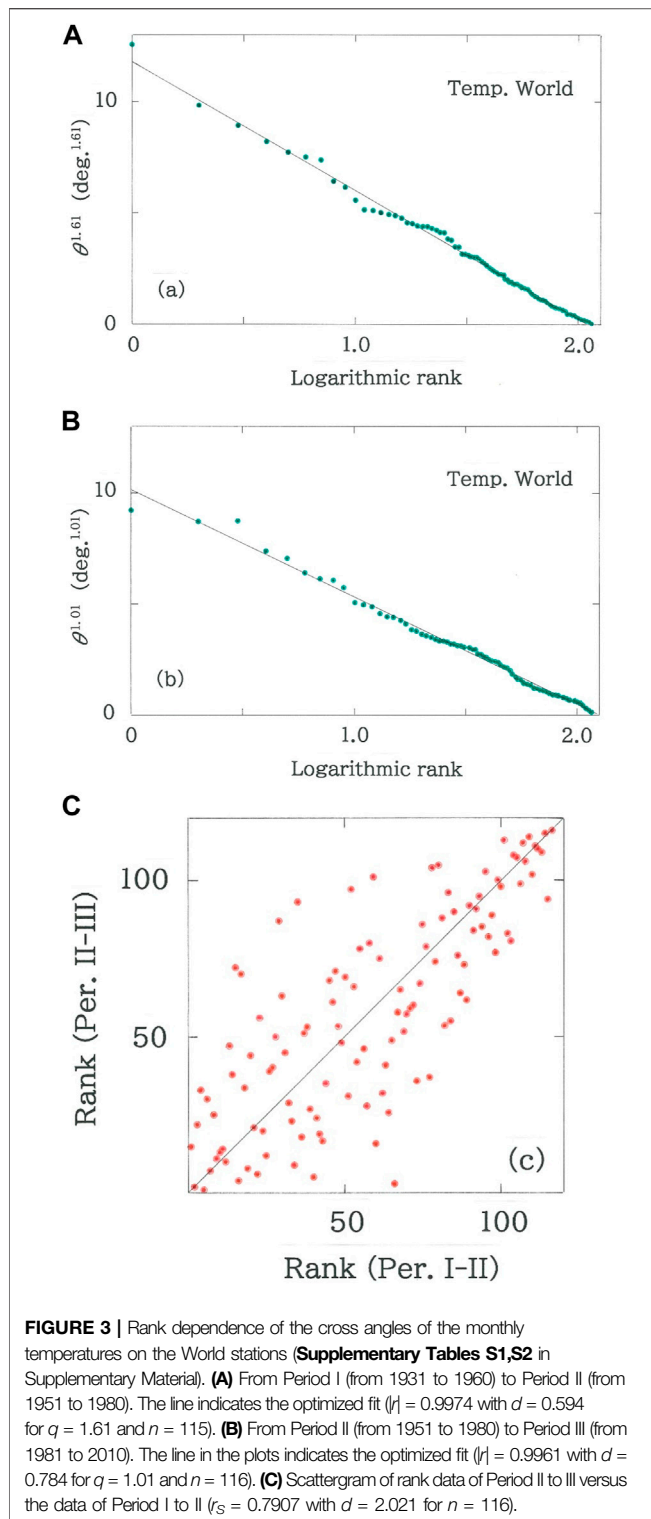 A
10
0
θ^1.61 (deg.^1.61)
Temp. World
(a)
0 1.0 2.0
Logarithmic rank
B
10
0
θ^1.01 (deg.^1.01)
Temp. World
(b)
0 1.0 2.0
Logarithmic rank
C
100
50
Rank (Per. II-III)
(c)
50 100
Rank (Per. I-II)
FIGURE 3 | Rank dependence of the cross angles of the monthly
temperatures on the World stations (Supplementary Tables S1,S2 in
Supplementary Material). (A) From Period I (from 1931 to 1960) to Period II (from
1951 to 1980). The line indicates the optimized fit (|r| = 0.9974 with d = 0.594
for q = 1.61 and n = 115). (B) From Period II (from 1951 to 1980) to Period III (from
1981 to 2010). The line in the plots indicates the optimized fit (|r| = 0.9961 with d =
0.784 for q = 1.01 and n = 116). (C) Scattergram of rank data of Period II to III versus
the data of Period I to II (rS = 0.7907 with d = 2.021 for n = 116).